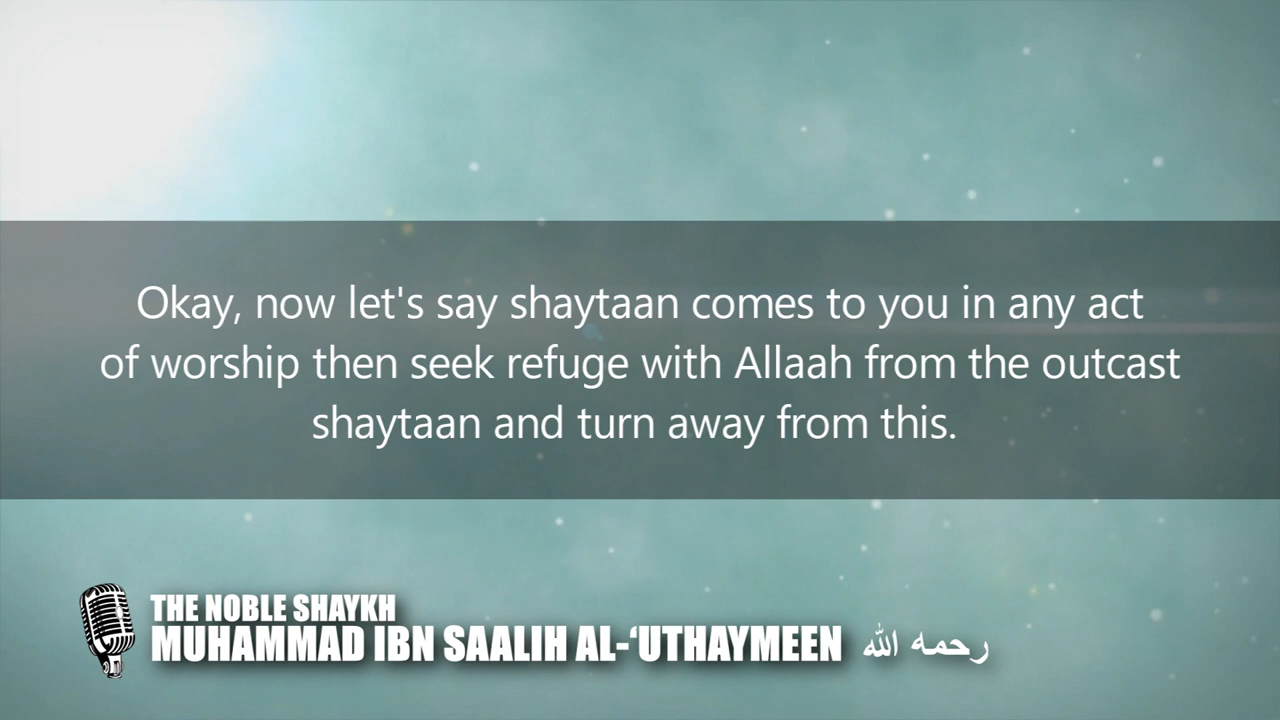 Okay, now let's say shaytaan comes to you in any act
of worship then seek refuge with Allaah from the outcast
shaytaan and turn away from this.
THE NOBLE SHAYKH
MUHAMMAD IBN SAALIH AL-‘UTHAYMEEN رحمه الله